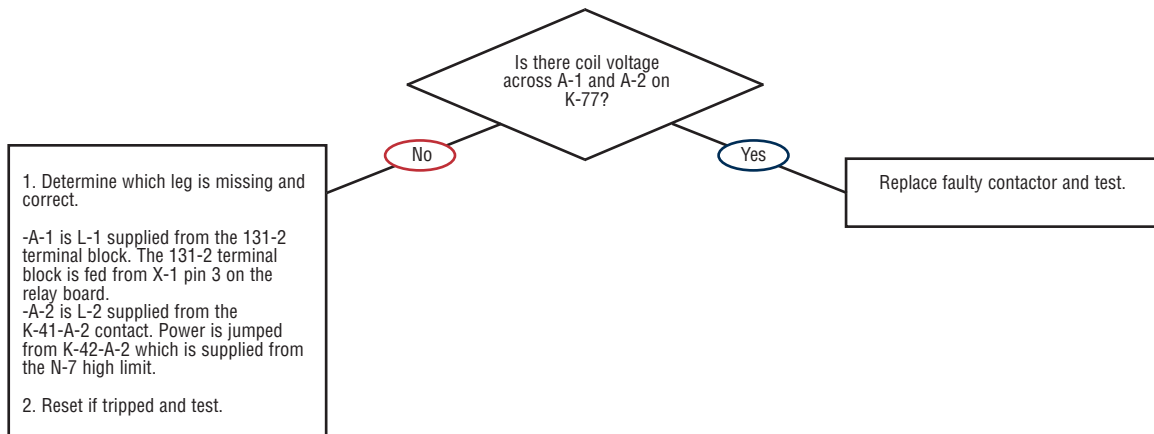 Is there coil voltage
across A-1 and A-2 on
K-77?
No
Yes
1. Determine which leg is missing and
correct.
-A-1 is L-1 supplied from the 131-2
terminal block. The 131-2 terminal
block is fed from X-1 pin 3 on the
relay board.
-A-2 is L-2 supplied from the
K-41-A-2 contact. Power is jumped
from K-42-A-2 which is supplied from
the N-7 high limit.
2. Reset if tripped and test.
Replace faulty contactor and test.